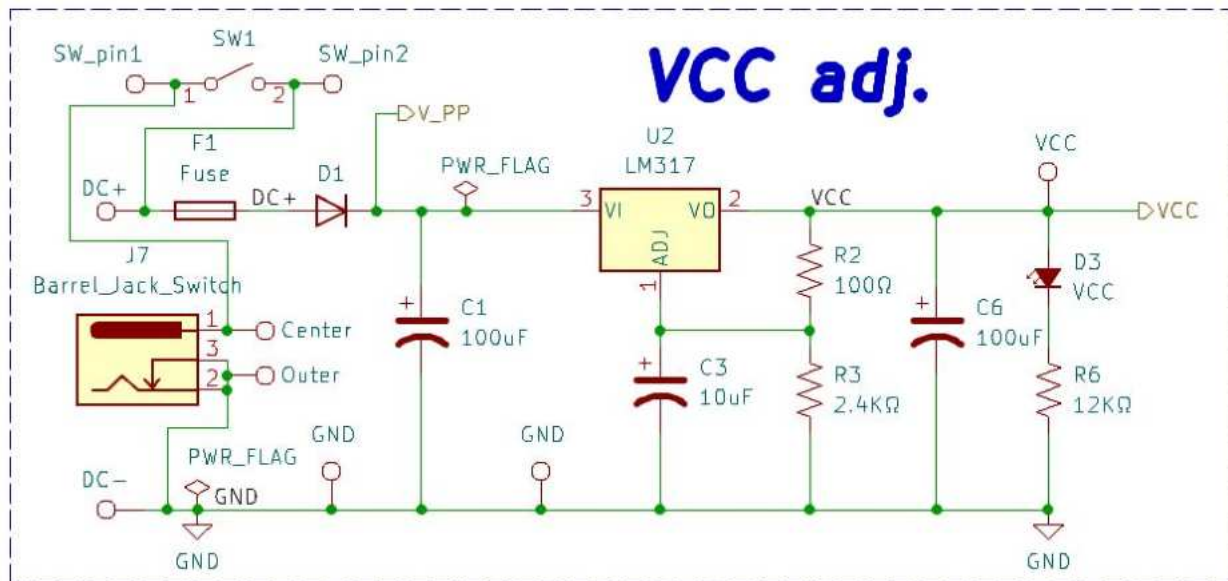 SW1
SW_pin1
SW_pin2
1
2
VCC adj.
V_PP
F1
Fuse
D1
PWR_FLAG
U2
LM317
VCC
DC+
DC+
3
VI
VO
2
VCC
VCC
ADJ
1
R2
100Ω
D3
VCC
J7
Barrel_Jack_Switch
1
Center
3
Outer
2
+
C1
100uF
+
C3
10uF
R3
2.4KΩ
+
C6
100uF
R6
12KΩ
GND
GND
PWR_FLAG
DC-
GND
GND
GND